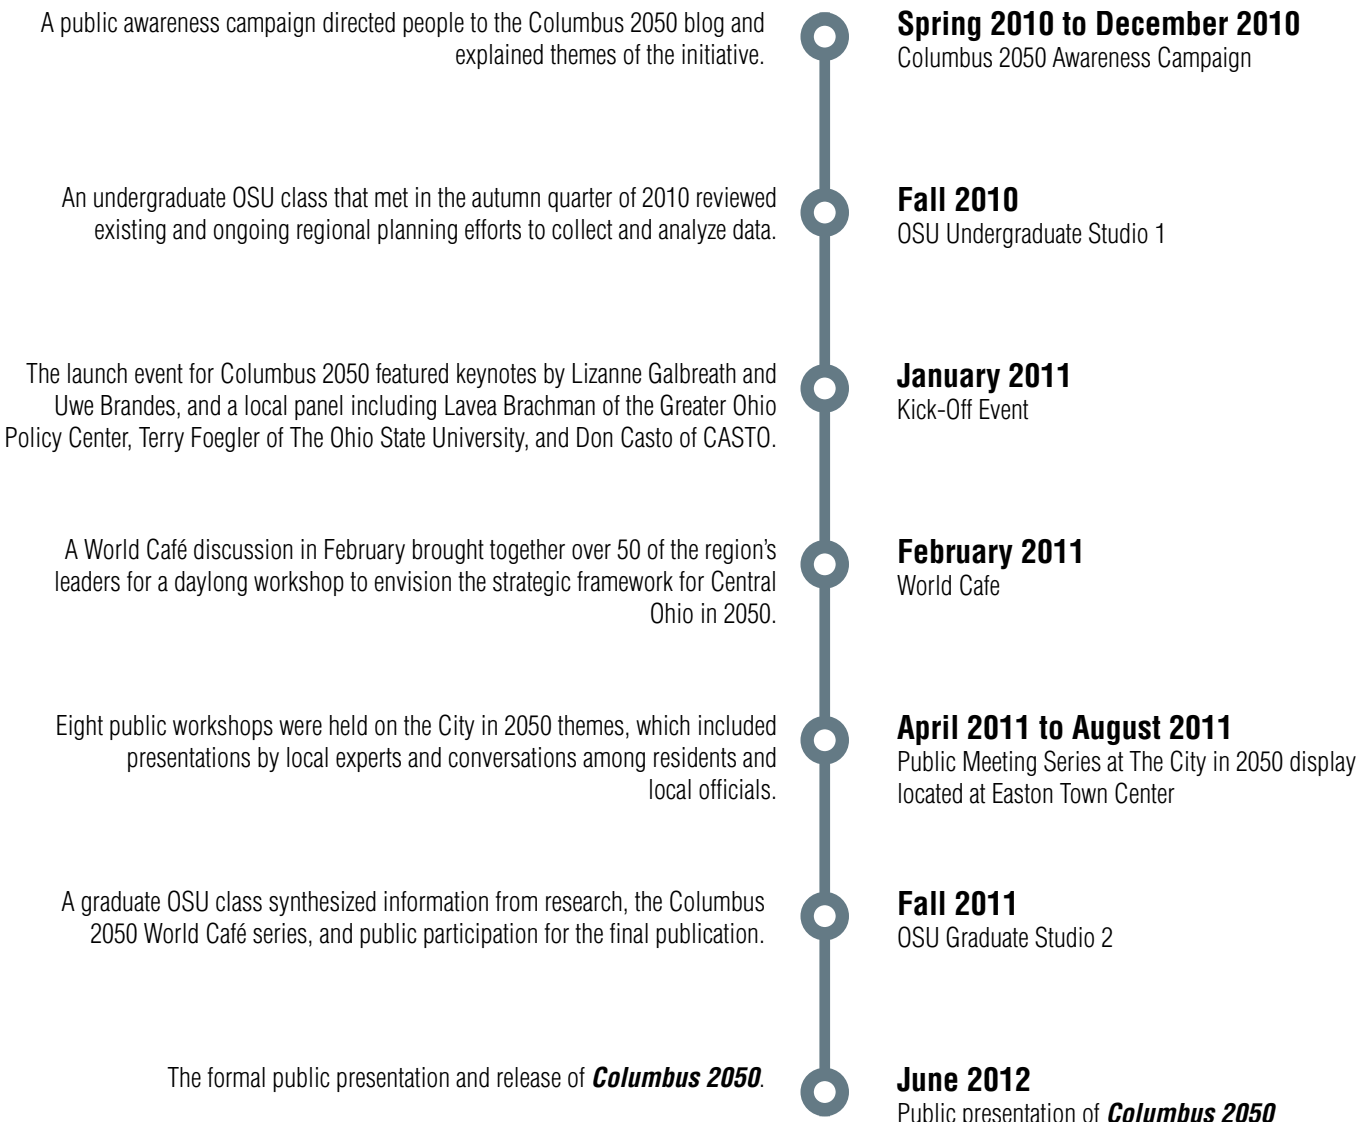 A public awareness campaign directed people to the Columbus 2050 blog and
explained themes of the initiative.
Spring 2010 to December 2010
Columbus 2050 Awareness Campaign
An undergraduate OSU class that met in the autumn quarter of 2010 reviewed
existing and ongoing regional planning efforts to collect and analyze data.
Fall 2010
OSU Undergraduate Studio 1
The launch event for Columbus 2050 featured keynotes by Lizanne Galbreath and
Uwe Brandes, and a local panel including Lavea Brachman of the Greater Ohio
Policy Center, Terry Foegler of The Ohio State University, and Don Casto of CASTO.
January 2011
Kick-Off Event
A World Café discussion in February brought together over 50 of the region’s
leaders for a daylong workshop to envision the strategic framework for Central
Ohio in 2050.
February 2011
World Cafe
Eight public workshops were held on the City in 2050 themes, which included
presentations by local experts and conversations among residents and
local officials.
April 2011 to August 2011
Public Meeting Series at The City in 2050 display
located at Easton Town Center
A graduate OSU class synthesized information from research, the Columbus
2050 World Café series, and public participation for the final publication.
Fall 2011
OSU Graduate Studio 2
The formal public presentation and release of Columbus 2050.
June 2012
Public presentation of Columbus 2050